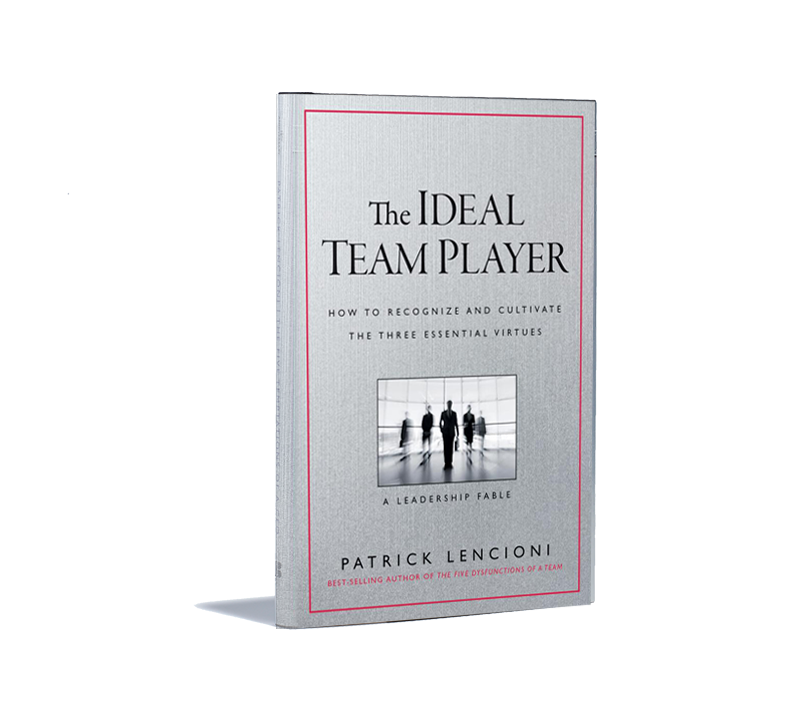 The IDEAL
TEAM PLAYER
HOW TO RECOGNIZE AND CULTIVATE
THE THREE ESSENTIAL VIRTUES
A LEADERSHIP FABLE
PATRICK LENCIONI
BEST-SELLING AUTHOR OF THE FIVE DYSFUNCTIONS OF A TEAM